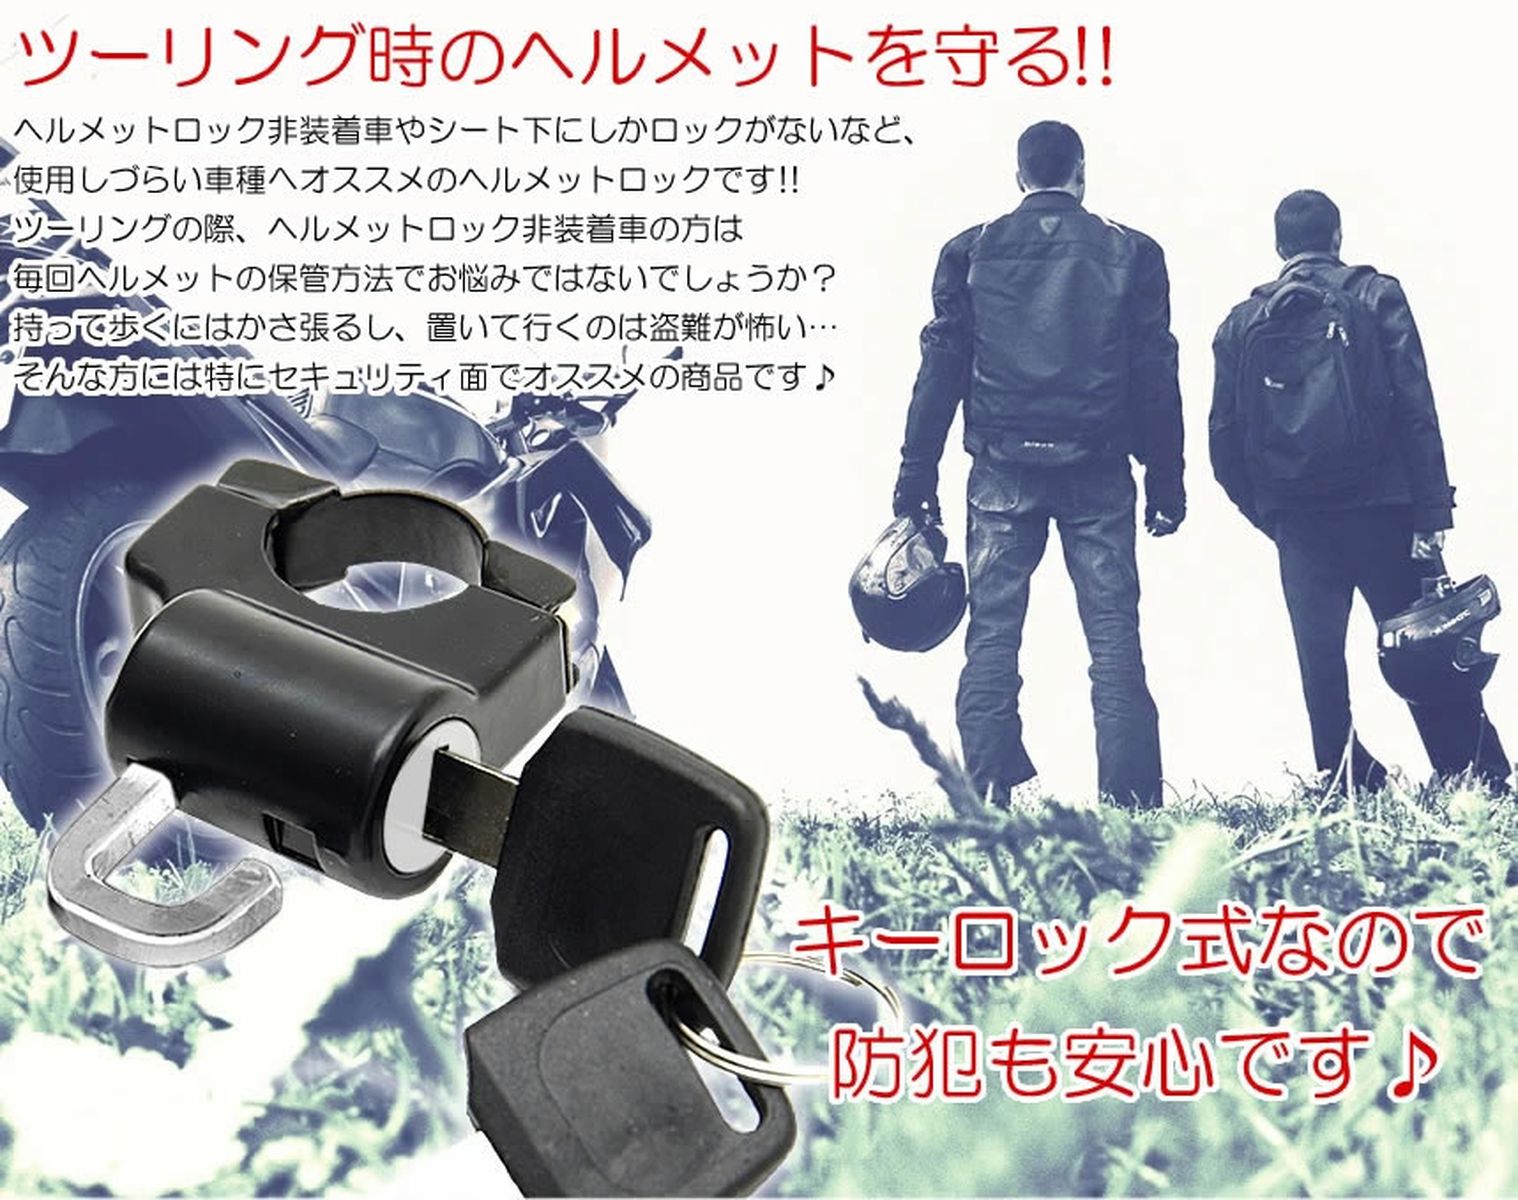 ツーリング時のヘルメットを守る!!
ヘルメットロック非装着車やシート下にしかロックがないなど、
使用しづらい車種へオススメのヘルメットロックです!!
ツーリングの際、ヘルメットロック非装着車の方は
毎回ヘルメットの保管方法でお悩みではないでしょうか？
持って歩くにはかさ張るし、置いて行くのは盗難が怖い…
そんな方には特にセキュリティ面でオススメの商品です♪
キーロック式なので
防犯も安心です♪